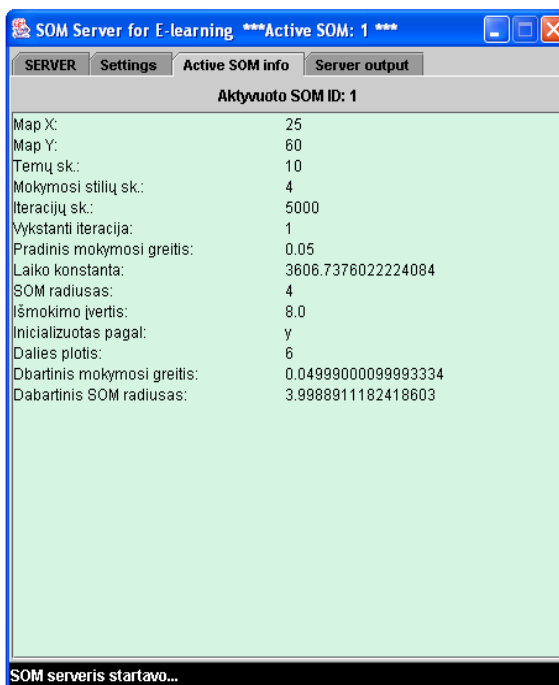 SOM Server for E-learning ***Active SOM: 1 ***
SERVER Settings Active SOM info Server output
Aktyvuoto SOM ID: 1
Map X: 25
Map Y: 60
Temų sk.: 10
Mokymosi stilių sk.: 4
Iteracijų sk.: 5000
Vykstanti iteracija: 1
Pradinis mokymosi greitis: 0.05
Laiko konstanta: 3606.7376022224084
SOM radiusas: 4
Išmokimo įvertis: 8.0
Inicializuotas pagal: y
Dalies plotis: 6
Dbartinis mokymosi greitis: 0.04999000099993334
Dabartinis SOM radiusas: 3.9988911182418603
SOM serveris startavo...